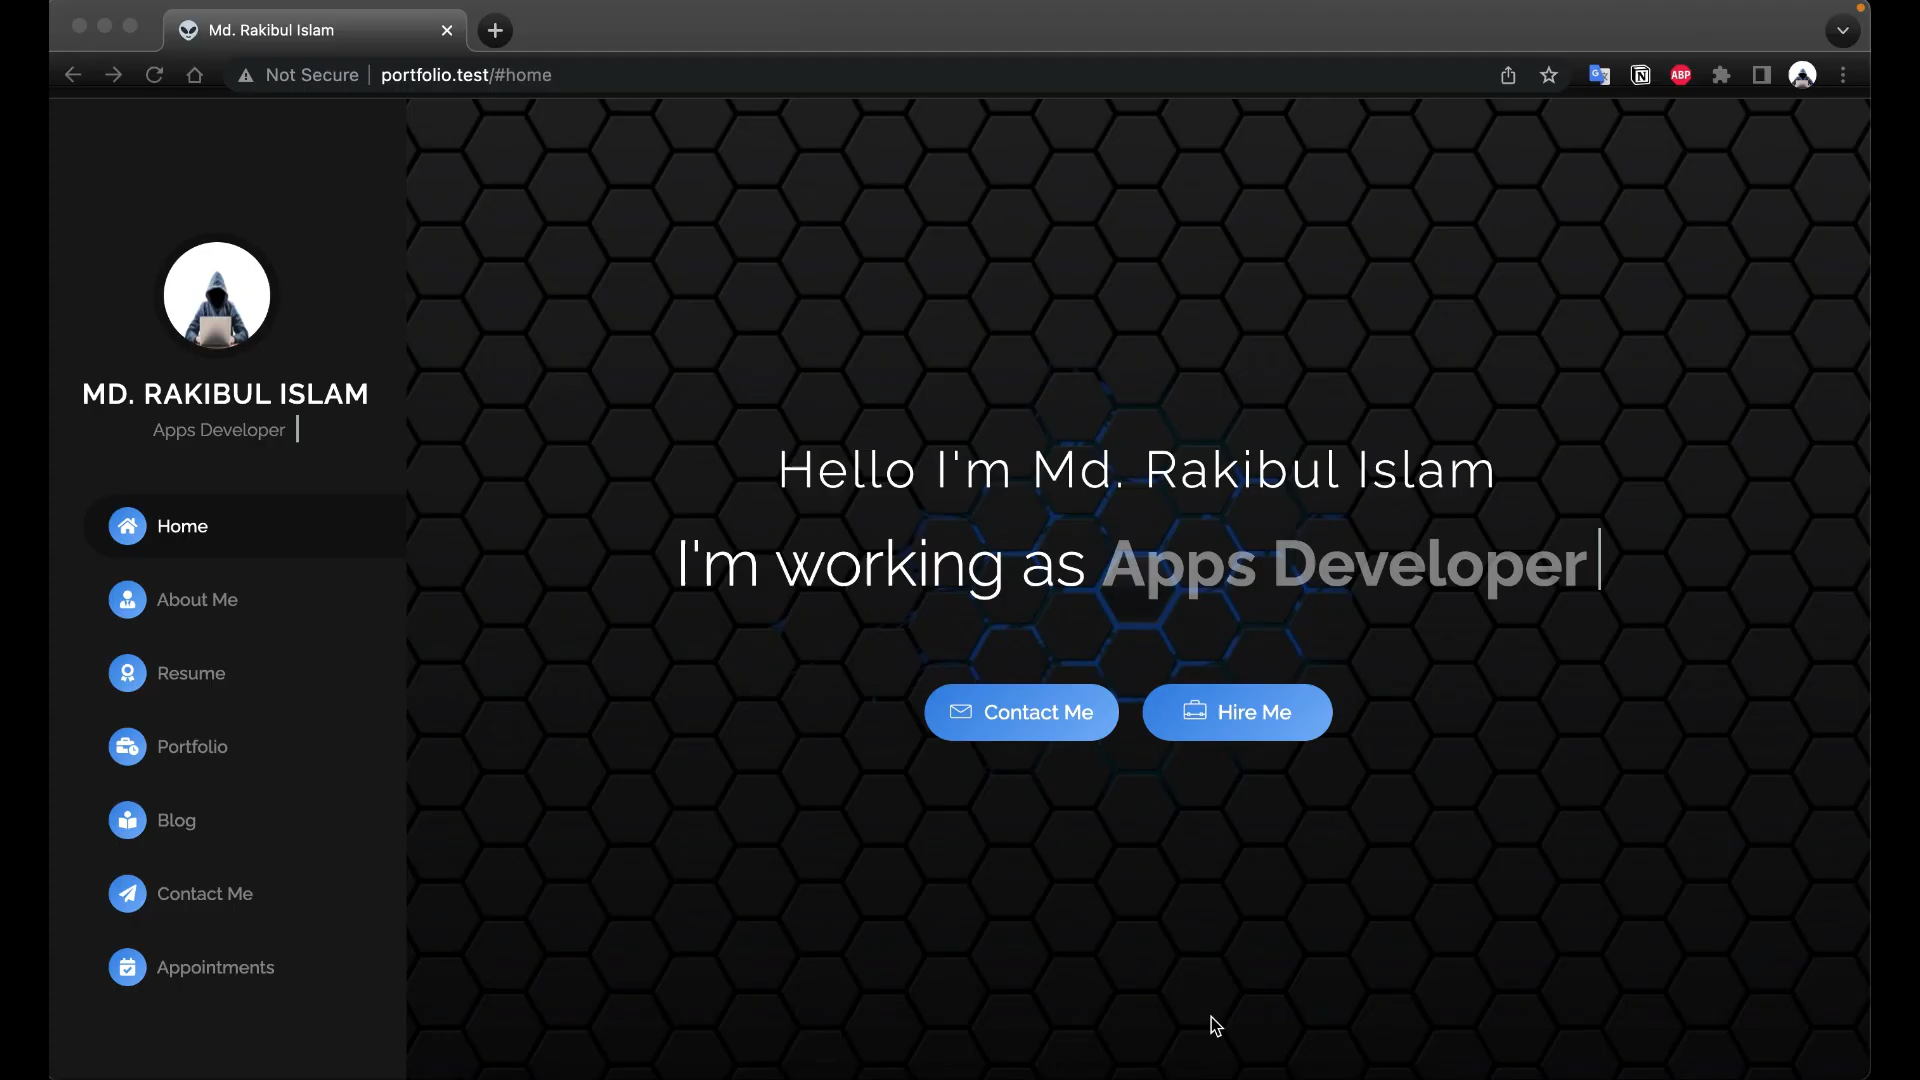 Md. Rakibul Islam
Not Secure
portfolio.test/#home
ABP
MD. RAKIBUL ISLAM
Apps Developer
Home
About Me
Resume
Portfolio
Blog
Contact Me
Appointments
Hello I'm Md. Rakibul Islam
I'm working as Apps Developer
Contact Me
Hire Me